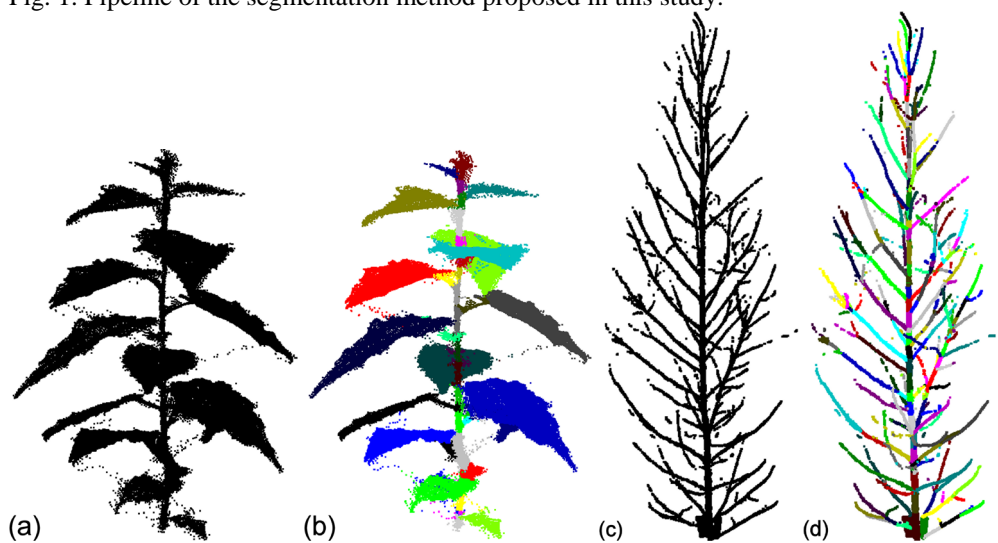 Fig. 1. Pipeline of the segmentation method proposed in this study.
(a)
(b)
(c)
(d)